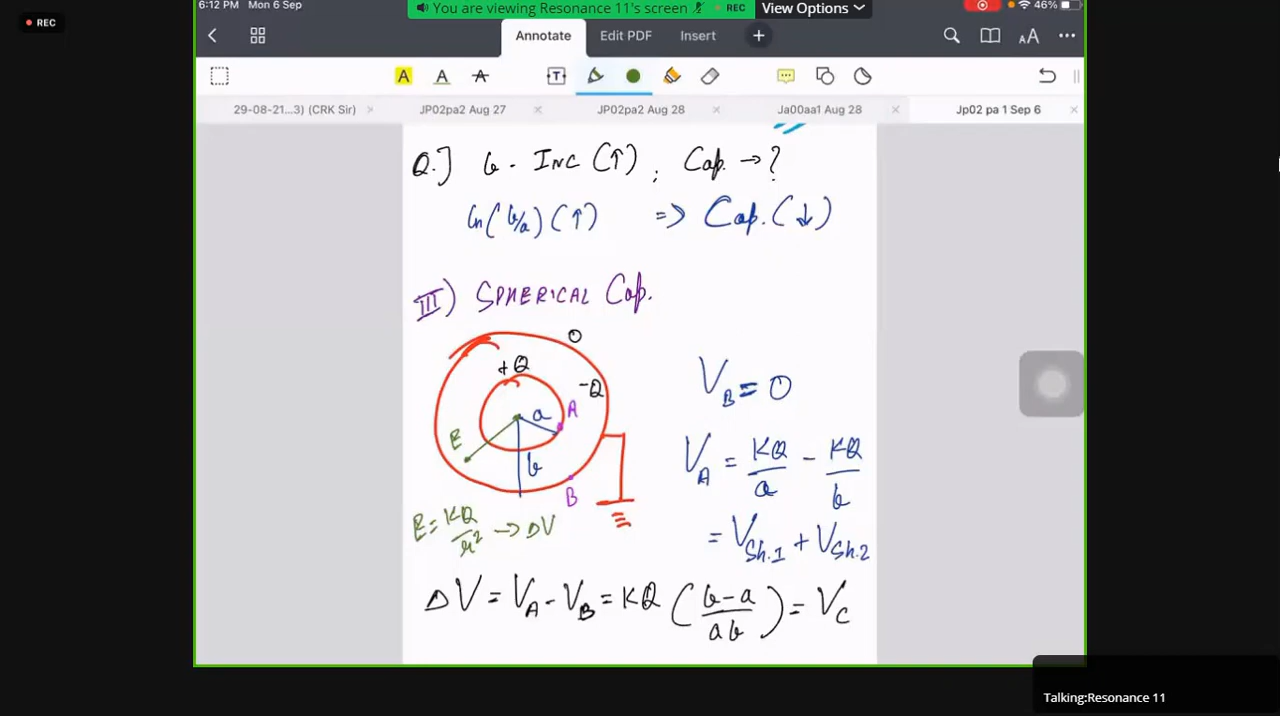 6:12 PM Mon 6 Sep
You are viewing Resonance 11's screen
REC
View Options
46%
REC
Annotate
Edit PDF
Insert
29-08-21...3) (CRK Sir)
JP02pa2 Aug 27
JP02pa2 Aug 28
Ja00aa1 Aug 28
Jp02 pa 1 Sep 6
Q.] b - INC (↑) ; Cap. → ?
ln(b/a) (↑) => Cap. (↓)
III) SPHERICAL Cap.
0
+Q
-Q
a
A
E
b
B
V_B = 0
V_A = KQ/a - KQ/b
= V_Sh.1 + V_Sh.2
E = KQ/r² → ΔV
ΔV = V_A - V_B = KQ (b-a/ab) = V_C
Talking:Resonance 11